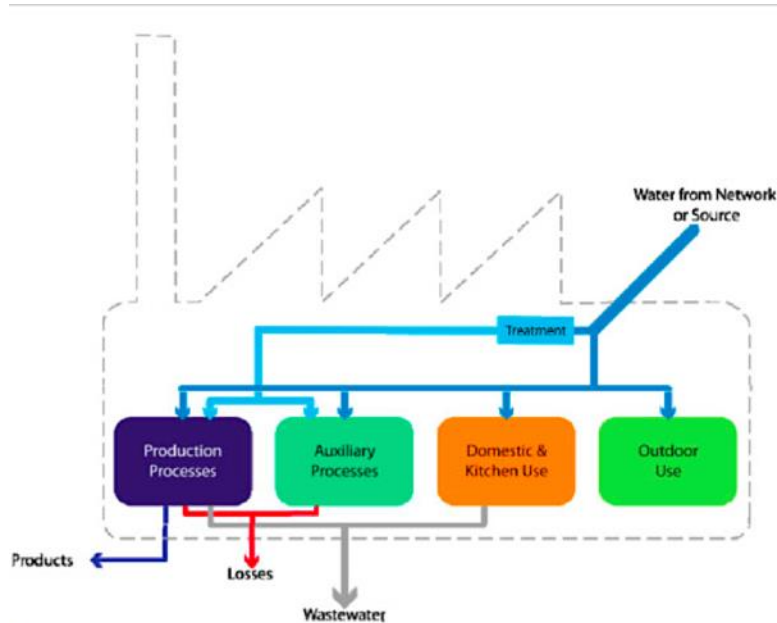 Water from Network
or Source
Treatment
Production
Processes
Auxiliary
Processes
Domestic &
Kitchen Use
Outdoor
Use
Products
Losses
Wastewater